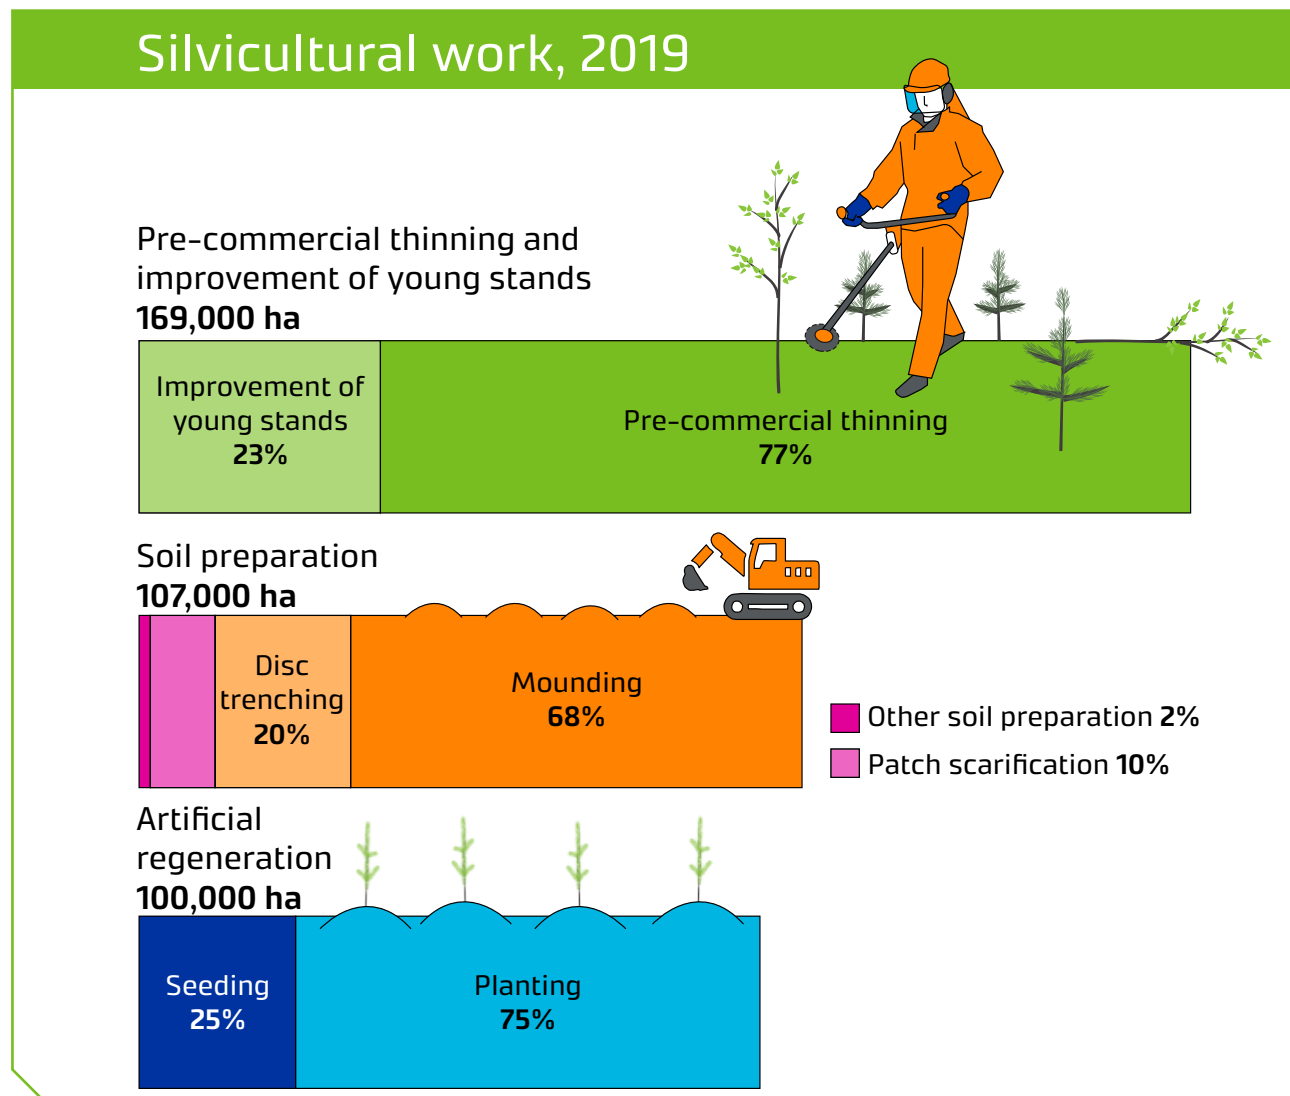 Silvicultural work, 2019
Pre-commercial thinning and
improvement of young stands
169,000 ha
Improvement of
young stands
23%
Pre-commercial thinning
77%
Soil preparation
107,000 ha
Disc
trenching
20%
Mounding
68%
Other soil preparation 2%
Patch scarification 10%
Artificial
regeneration
100,000 ha
Seeding
25%
Planting
75%